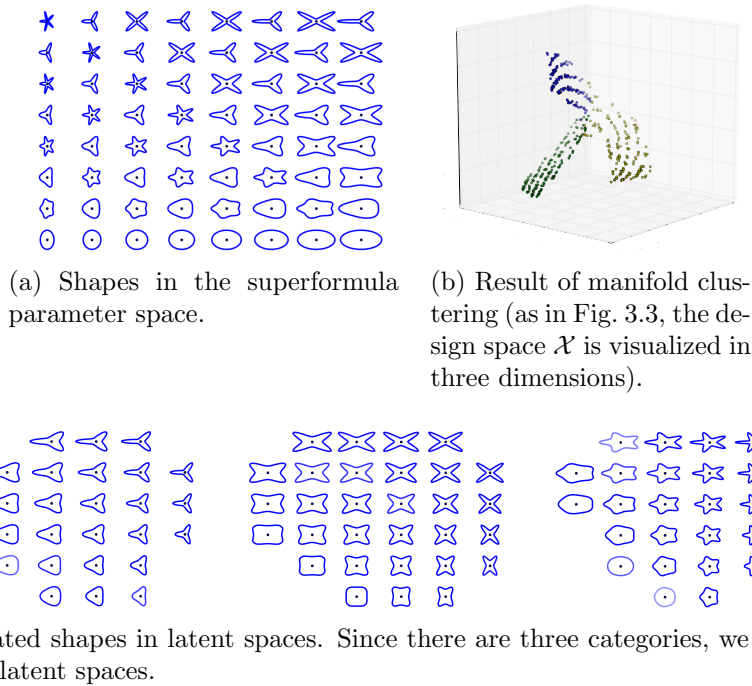 (a) Shapes in the superformula
parameter space.
(b) Result of manifold clus-
tering (as in Fig. 3.3, the de-
sign space 𝒳 is visualized in
three dimensions).
ated shapes in latent spaces. Since there are three categories, we
latent spaces.